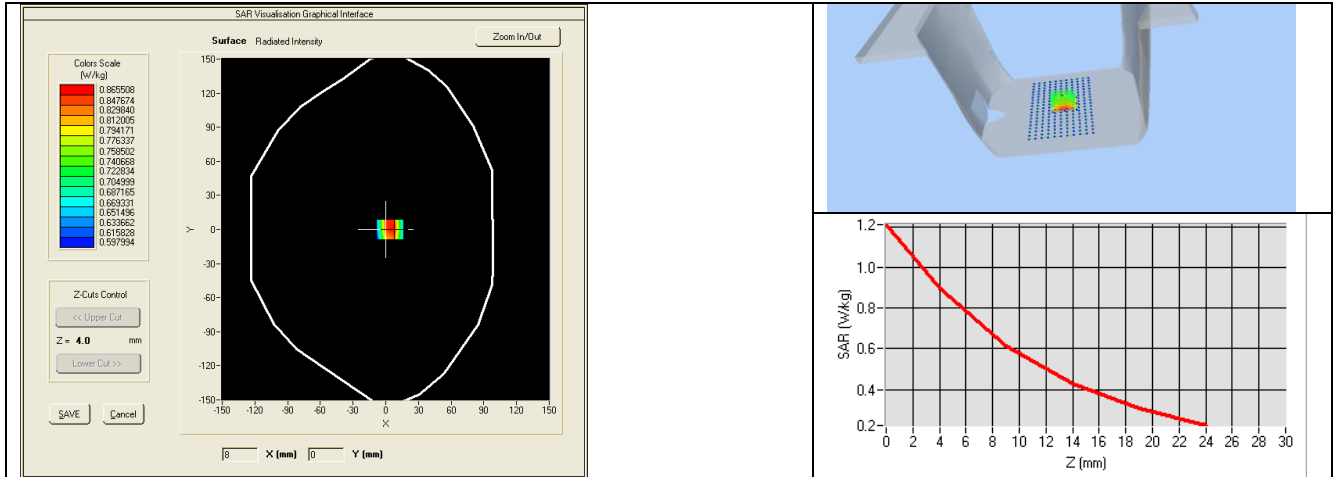 SAR Visualisation Graphical Interface
Surface Radiated Intensity
Zoom In/Out
Colors Scale
(W/kg)
0.865508
0.847674
0.829840
0.812005
0.794171
0.776337
0.758502
0.740668
0.722834
0.704999
0.687165
0.669331
0.651496
0.633662
0.615828
0.597994
Z-Cuts Control
<< Upper Cut
Z = 4.0 mm
Lower Cut >>
SAVE Cancel
150
120
90
60
30
Y 0
-30
-60
-90
-120
-150
-150 -120 -90 -60 -30 0 30 60 90 120 150
X
8 X (mm) 0 Y (mm)
1.2
1.0
0.8
0.6
0.4
0.2
SAR (W/kg)
0 2 4 6 8 10 12 14 16 18 20 22 24 26 28 30
Z (mm)